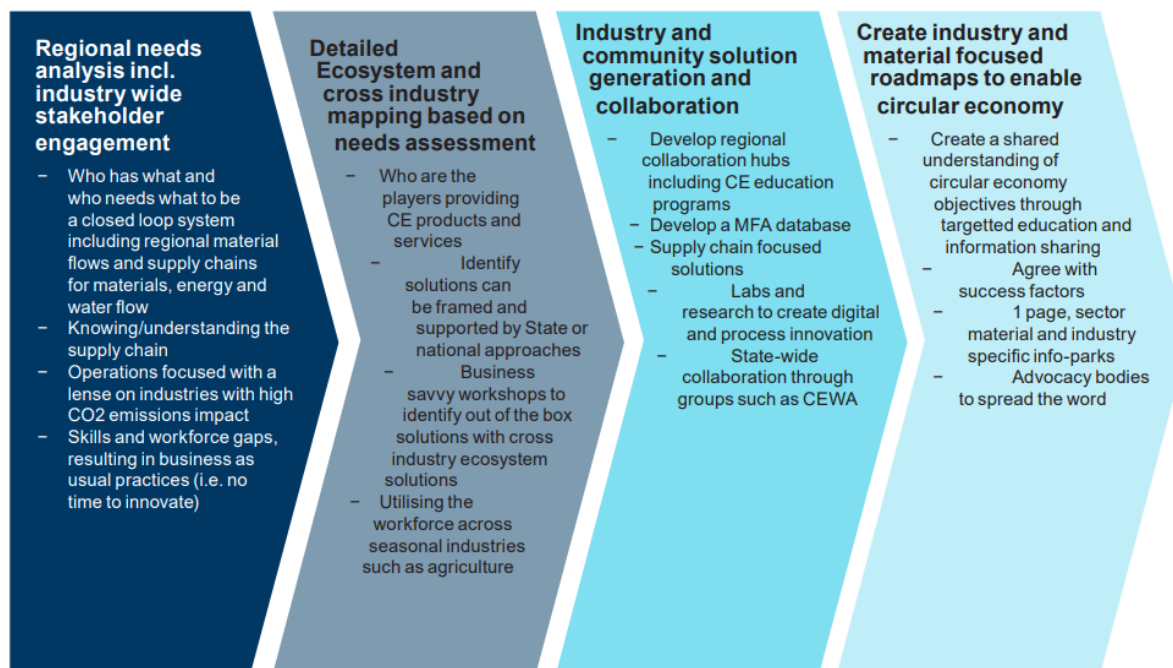 Regional needs
analysis incl.
industry wide
stakeholder
engagement
– Who has what and
who needs what to be
a closed loop system
including regional material
flows and supply chains
for materials, energy and
water flow
– Knowing/understanding the
supply chain
– Operations focused with a
lense on industries with high
CO2 emissions impact
– Skills and workforce gaps,
resulting in business as
usual practices (i.e. no
time to innovate)
Detailed
Ecosystem and
cross industry
mapping based on
needs assessment
– Who are the
players providing
CE products and
services
– Identify
solutions can
be framed and
supported by State or
national approaches
– Business
savvy workshops to
identify out of the box
solutions with cross
industry ecosystem
solutions
– Utilising the
workforce across
seasonal industries
such as agriculture
Industry and
community solution
generation and
collaboration
– Develop regional
collaboration hubs
including CE education
programs
– Develop a MFA database
– Supply chain focused
solutions
– Labs and
research to create digital
and process innovation
– State-wide
collaboration through
groups such as CEWA
Create industry and
material focused
roadmaps to enable
circular economy
– Create a shared
understanding of
circular economy
objectives through
targetted education and
information sharing
– Agree with
success factors
– 1 page, sector
material and industry
specific info-parks
– Advocacy bodies
to spread the word